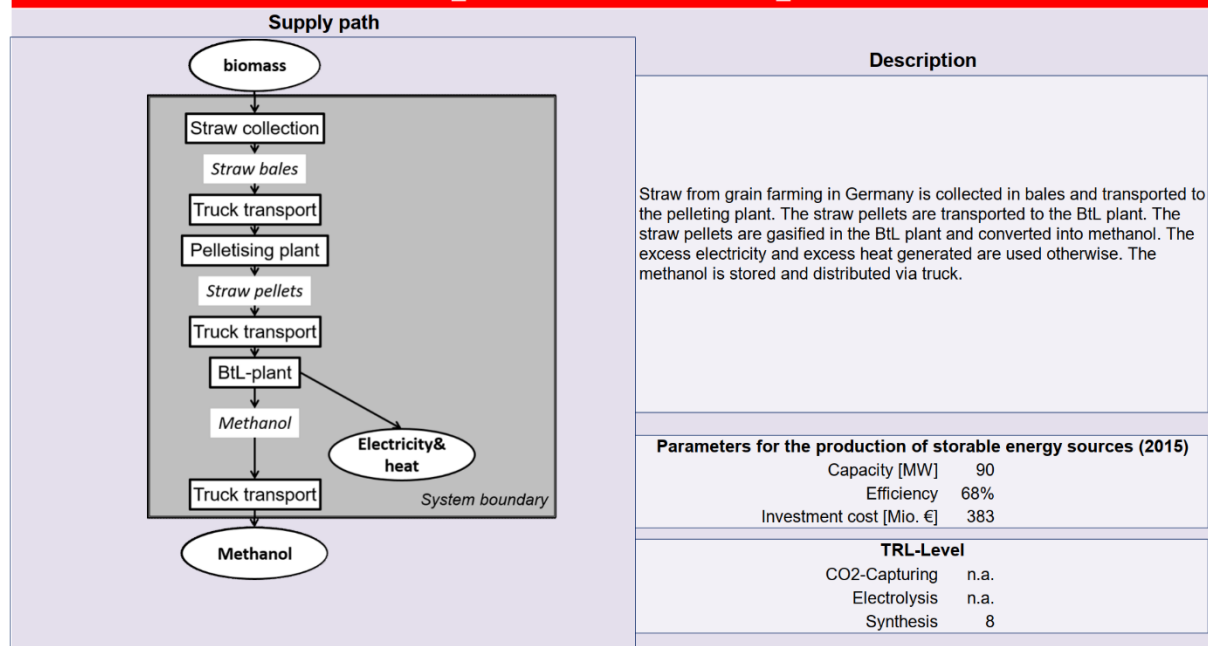 Supply path
biomass
Straw collection
Straw bales
Truck transport
Pelletising plant
Straw pellets
Truck transport
BtL-plant
Methanol
Electricity&
heat
Truck transport
System boundary
Methanol
Description
Straw from grain farming in Germany is collected in bales and transported to
the pelleting plant. The straw pellets are transported to the BtL plant. The
straw pellets are gasified in the BtL plant and converted into methanol. The
excess electricity and excess heat generated are used otherwise. The
methanol is stored and distributed via truck.
Parameters for the production of storable energy sources (2015)
Capacity [MW] 90
Efficiency 68%
Investment cost [Mio. €] 383
TRL-Level
CO2-Capturing n.a.
Electrolysis n.a.
Synthesis 8